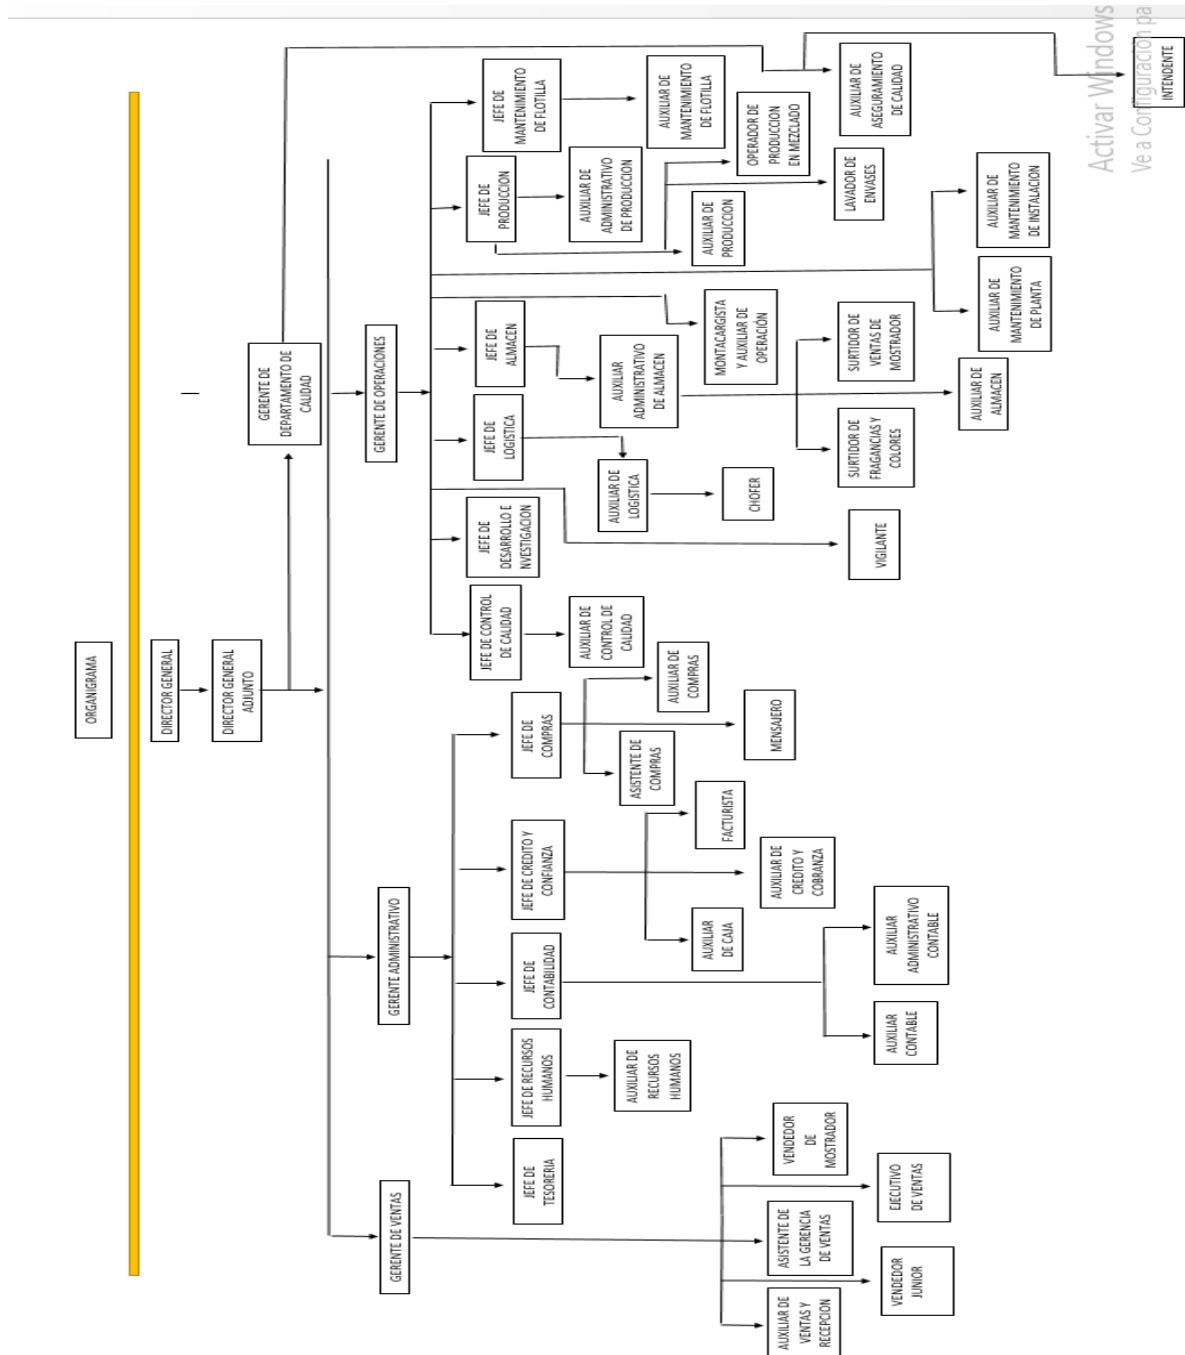 ORGANIGRAMA
DIRECTOR GENERAL
DIRECTOR GENERAL
ADJUNTO
GERENTE DE
DEPARTAMENTO DE
CALIDAD
GERENTE DE VENTAS
GERENTE ADMINISTRATIVO
GERENTE DE OPERACIONES
JEFE DE
TESORERIA
JEFE DE RECURSOS
HUMANOS
JEFE DE
CONTABILIDAD
JEFE DE CREDITO Y
CONFIANZA
JEFE DE
COMPRAS
JEFE DE CONTROL
DE CALIDAD
JEFE DE
DESARROLLO E
NVESTIGACION
JEFE DE
LOGISTICA
JEFE DE
ALMACEN
JEFE DE
PRODUCCION
JEFE DE
MANTENIMIENTO
DE FLOTILLA
AUXILIAR DE
RECURSOS
HUMANOS
ASISTENTE DE
COMPRAS
AUXILIAR DE
COMPRAS
AUXILIAR DE
CONTROL DE
CALIDAD
AUXILIAR DE
LOGISTICA
AUXILIAR
ADMINISTRATIVO
DE ALMACEN
AUXILIAR DE
ADMINISTRATIVO
DE PRODUCCION
AUXILIAR DE
MANTENIMIENTO
DE FLOTILLA
AUXILIAR
DE CAJA
FACTURISTA
MENSAJERO
CHOFER
MONTACARGISTA
Y AUXILIAR DE
OPERACIÓN
AUXILIAR DE
PRODUCCION
OPERADOR DE
PRODUCCION
EN MEZCLADO
AUXILIAR DE
VENTAS Y
RECEPCION
ASISTENTE DE
LA GERENCIA
DE VENTAS
VENDEDOR
DE
MOSTRADOR
AUXILIAR DE
CREDITO Y
COBRANZA
VENDEDOR
JUNIOR
EJECUTIVO
DE VENTAS
AUXILIAR
CONTABLE
AUXILIAR
ADMINISTRATIVO
CONTABLE
VIGILANTE
SURTIDOR DE
FRAGANCIAS Y
COLORES
SURTIDOR DE
VENTAS DE
MOSTRADOR
LAVADOR DE
ENVASES
AUXILIAR DE
ASEGURAMIENTO
DE CALIDAD
AUXILIAR DE
ALMACEN
AUXILIAR DE
MANTENIMIENTO
DE PLANTA
AUXILIAR DE
MANTENIMIENTO
DE INSTALACION
INTENDENTE
Activar Windows
Ve a Configuración pa